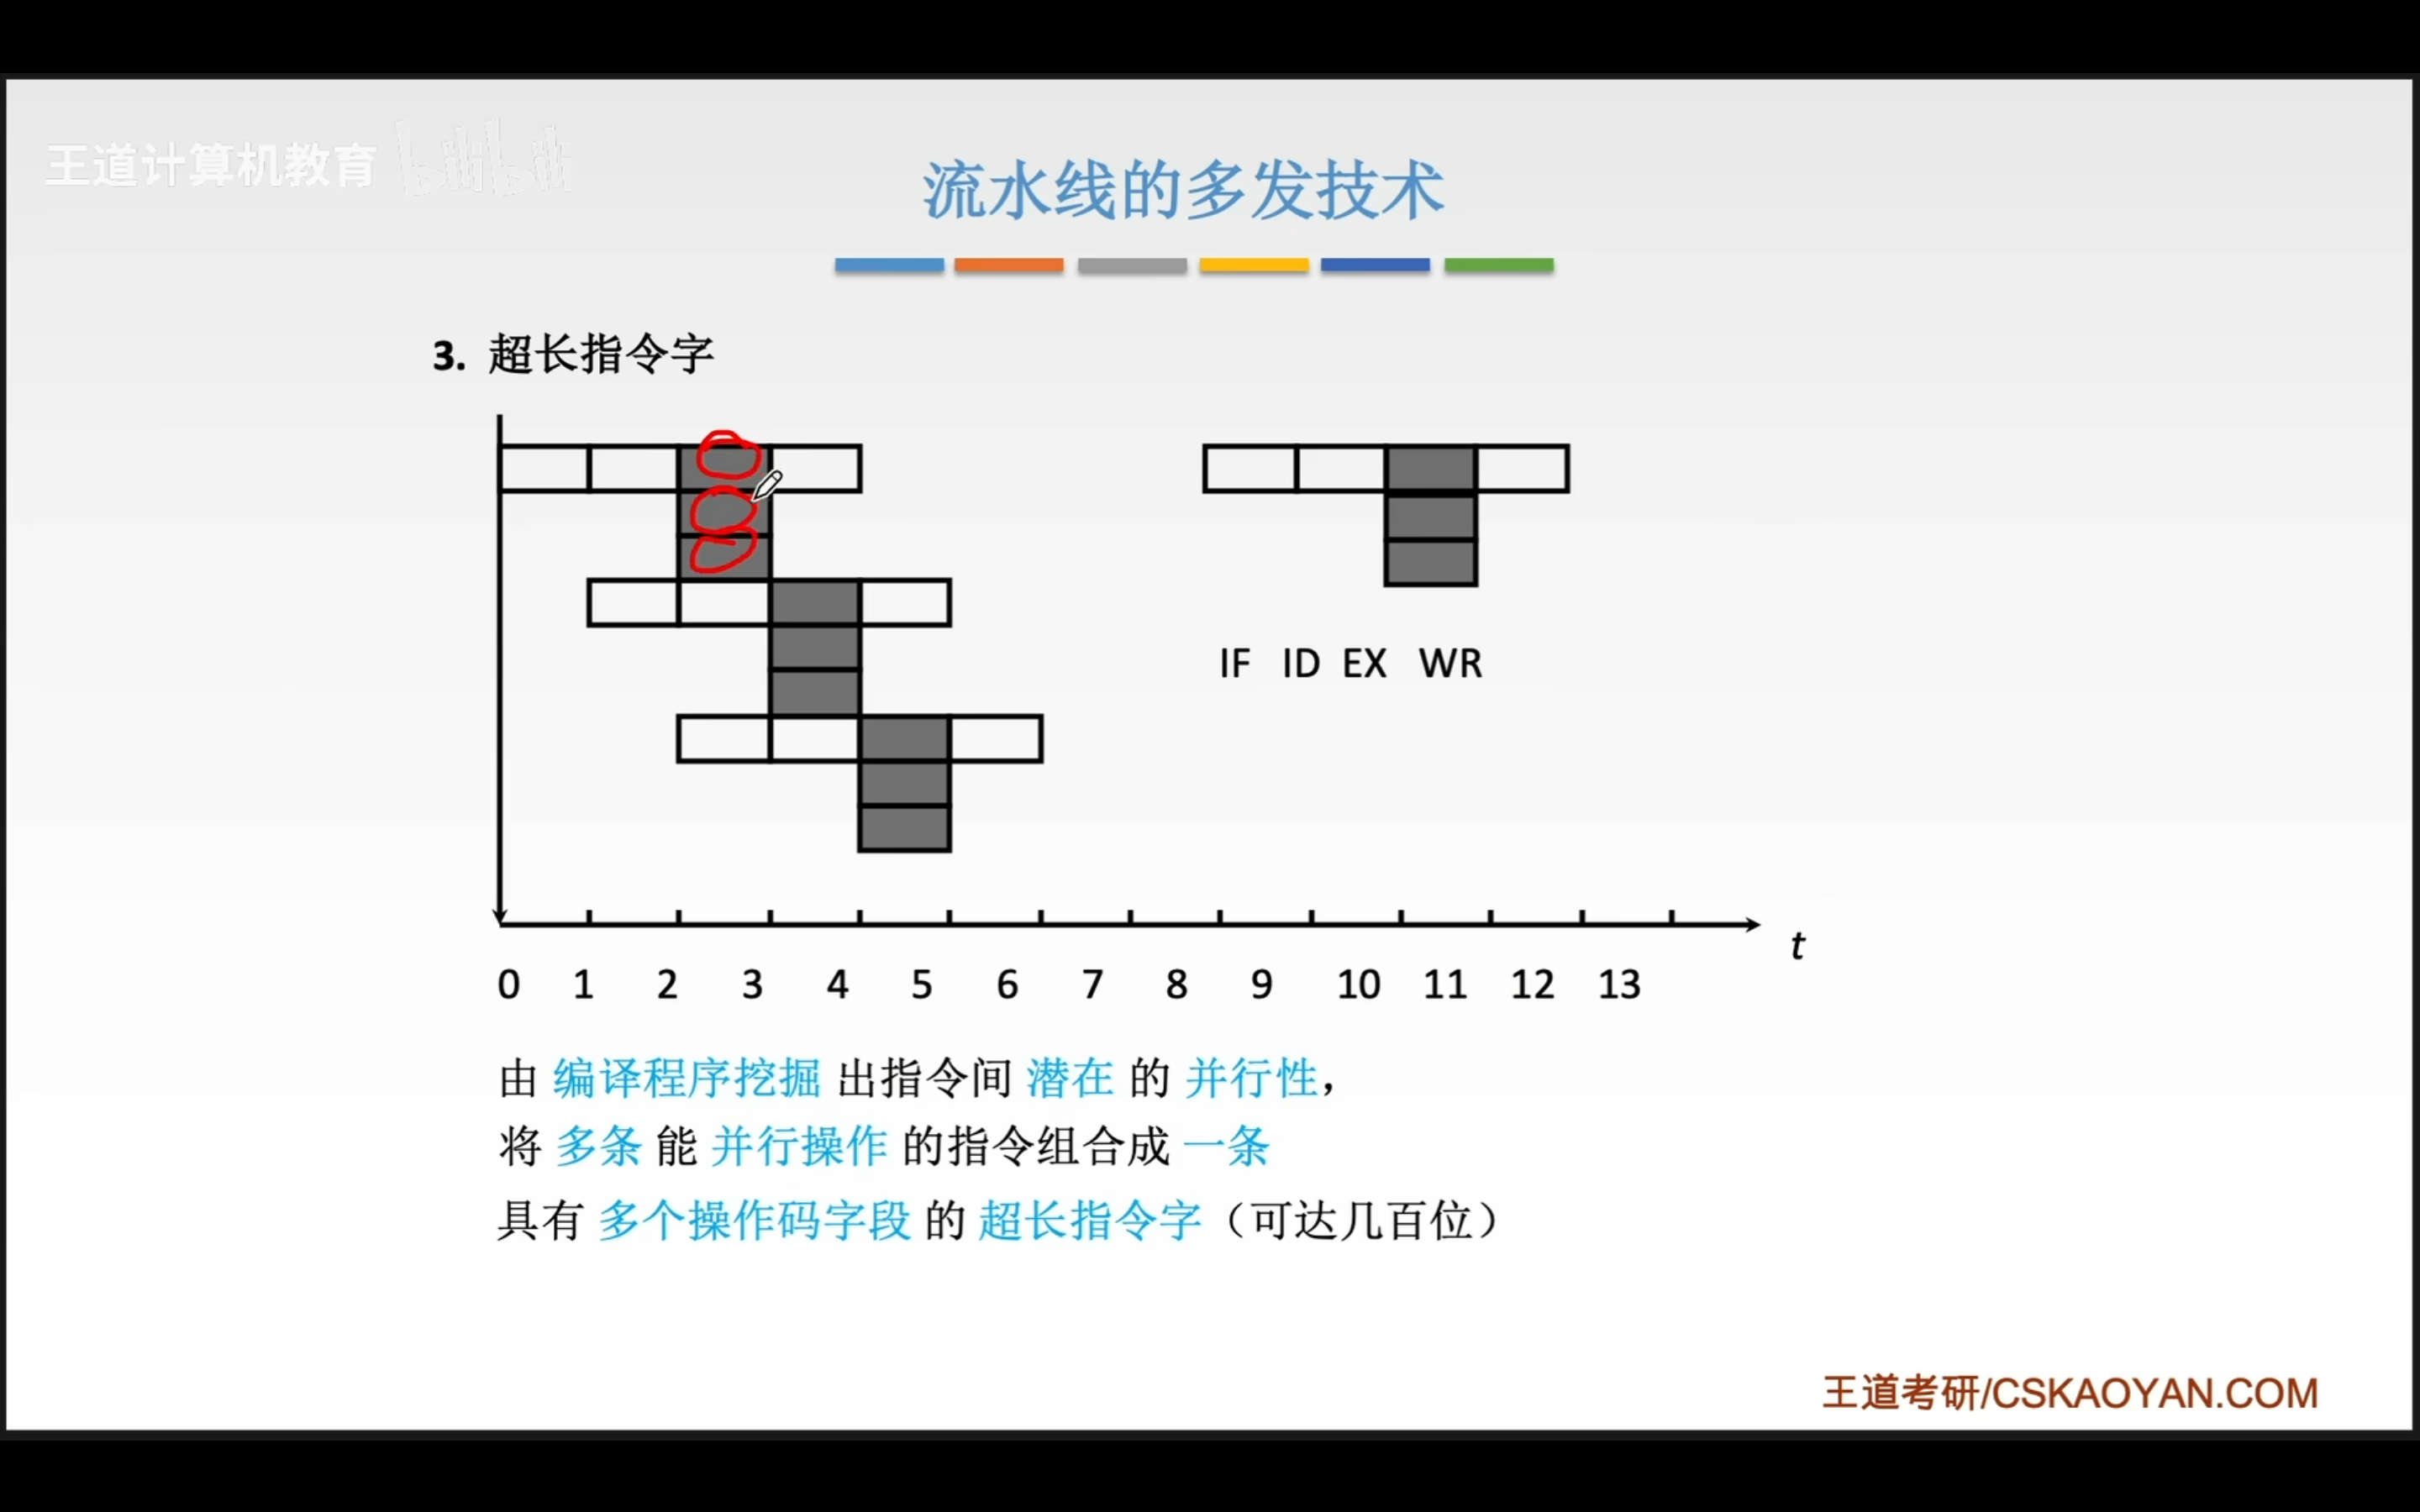 王道计算机教育 bilibili
流水线的多发技术
3. 超长指令字
IF ID EX WR
t
0 1 2 3 4 5 6 7 8 9 10 11 12 13
由 编译程序挖掘 出指令间 潜在 的 并行性，
将 多条 能 并行操作 的指令组合成 一条
具有 多个操作码字段 的 超长指令字（可达几百位）
王道考研/CSKAOYAN.COM